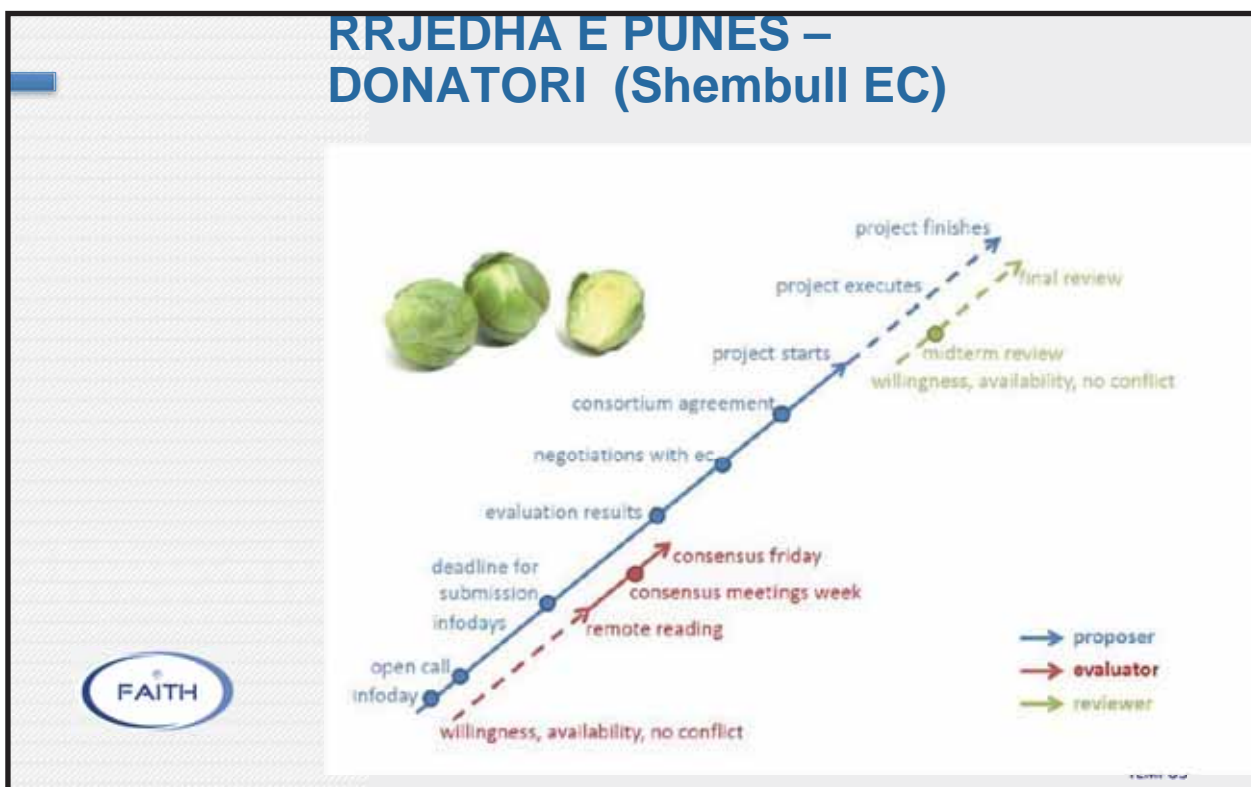 RRJEDHA E PUNES –
DONATORI (Shembull EC)
project finishes
final review
project executes
project starts
midterm review
willingness, availability, no conflict
consortium agreement
negotiations with ec
evaluation results
consensus friday
deadline for
submission
consensus meetings week
infodays
remote reading
proposer
open call
evaluator
infoday
reviewer
willingness, availability, no conflict
FAITH